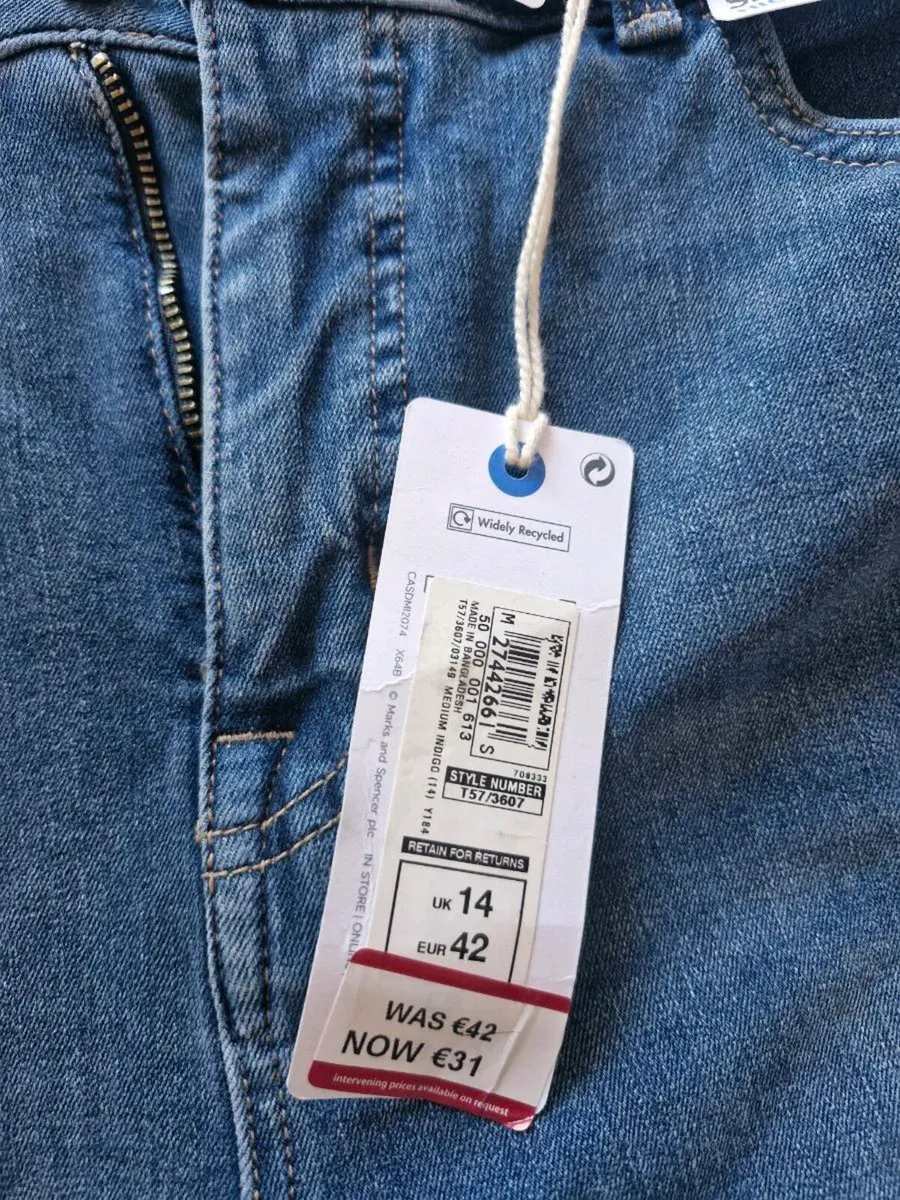 Widely Recycled
CASDMI2074 X64B © Marks and Spencer plc IN STORE | ONLI
M 27442661 S
50 000 001 613
MADE IN BANGLADESH
T57/3607/03149 MEDIUM INDIGO (14) Y184
708333
STYLE NUMBER
T57/3607
RETAIN FOR RETURNS
UK 14
EUR 42
WAS €42
NOW €31
intervening prices available on request